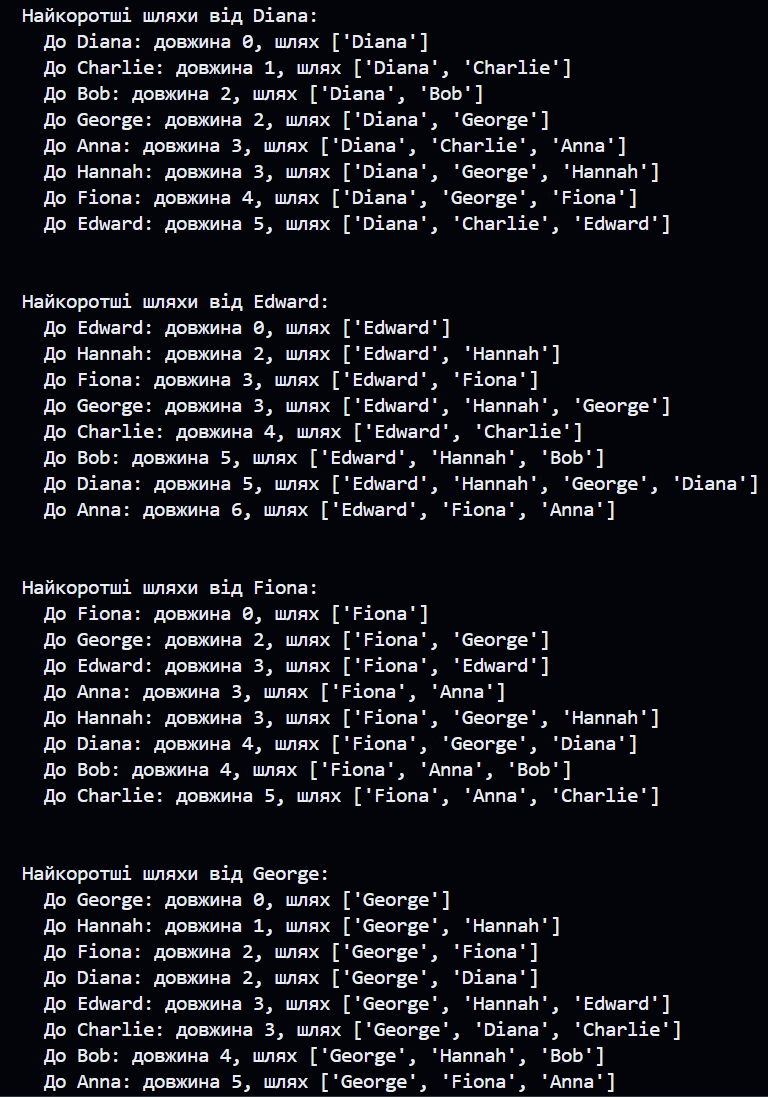 Найкоротші шляхи від Diana:
До Diana: довжина 0, шлях ['Diana']
До Charlie: довжина 1, шлях ['Diana', 'Charlie']
До Bob: довжина 2, шлях ['Diana', 'Bob']
До George: довжина 2, шлях ['Diana', 'George']
До Anna: довжина 3, шлях ['Diana', 'Charlie', 'Anna']
До Hannah: довжина 3, шлях ['Diana', 'George', 'Hannah']
До Fiona: довжина 4, шлях ['Diana', 'George', 'Fiona']
До Edward: довжина 5, шлях ['Diana', 'Charlie', 'Edward']
Найкоротші шляхи від Edward:
До Edward: довжина 0, шлях ['Edward']
До Hannah: довжина 2, шлях ['Edward', 'Hannah']
До Fiona: довжина 3, шлях ['Edward', 'Fiona']
До George: довжина 3, шлях ['Edward', 'Hannah', 'George']
До Charlie: довжина 4, шлях ['Edward', 'Charlie']
До Bob: довжина 5, шлях ['Edward', 'Hannah', 'Bob']
До Diana: довжина 5, шлях ['Edward', 'Hannah', 'George', 'Diana']
До Anna: довжина 6, шлях ['Edward', 'Fiona', 'Anna']
Найкоротші шляхи від Fiona:
До Fiona: довжина 0, шлях ['Fiona']
До George: довжина 2, шлях ['Fiona', 'George']
До Edward: довжина 3, шлях ['Fiona', 'Edward']
До Anna: довжина 3, шлях ['Fiona', 'Anna']
До Hannah: довжина 3, шлях ['Fiona', 'George', 'Hannah']
До Diana: довжина 4, шлях ['Fiona', 'George', 'Diana']
До Bob: довжина 4, шлях ['Fiona', 'Anna', 'Bob']
До Charlie: довжина 5, шлях ['Fiona', 'Anna', 'Charlie']
Найкоротші шляхи від George:
До George: довжина 0, шлях ['George']
До Hannah: довжина 1, шлях ['George', 'Hannah']
До Fiona: довжина 2, шлях ['George', 'Fiona']
До Diana: довжина 2, шлях ['George', 'Diana']
До Edward: довжина 3, шлях ['George', 'Hannah', 'Edward']
До Charlie: довжина 3, шлях ['George', 'Diana', 'Charlie']
До Bob: довжина 4, шлях ['George', 'Hannah', 'Bob']
До Anna: довжина 5, шлях ['George', 'Fiona', 'Anna']